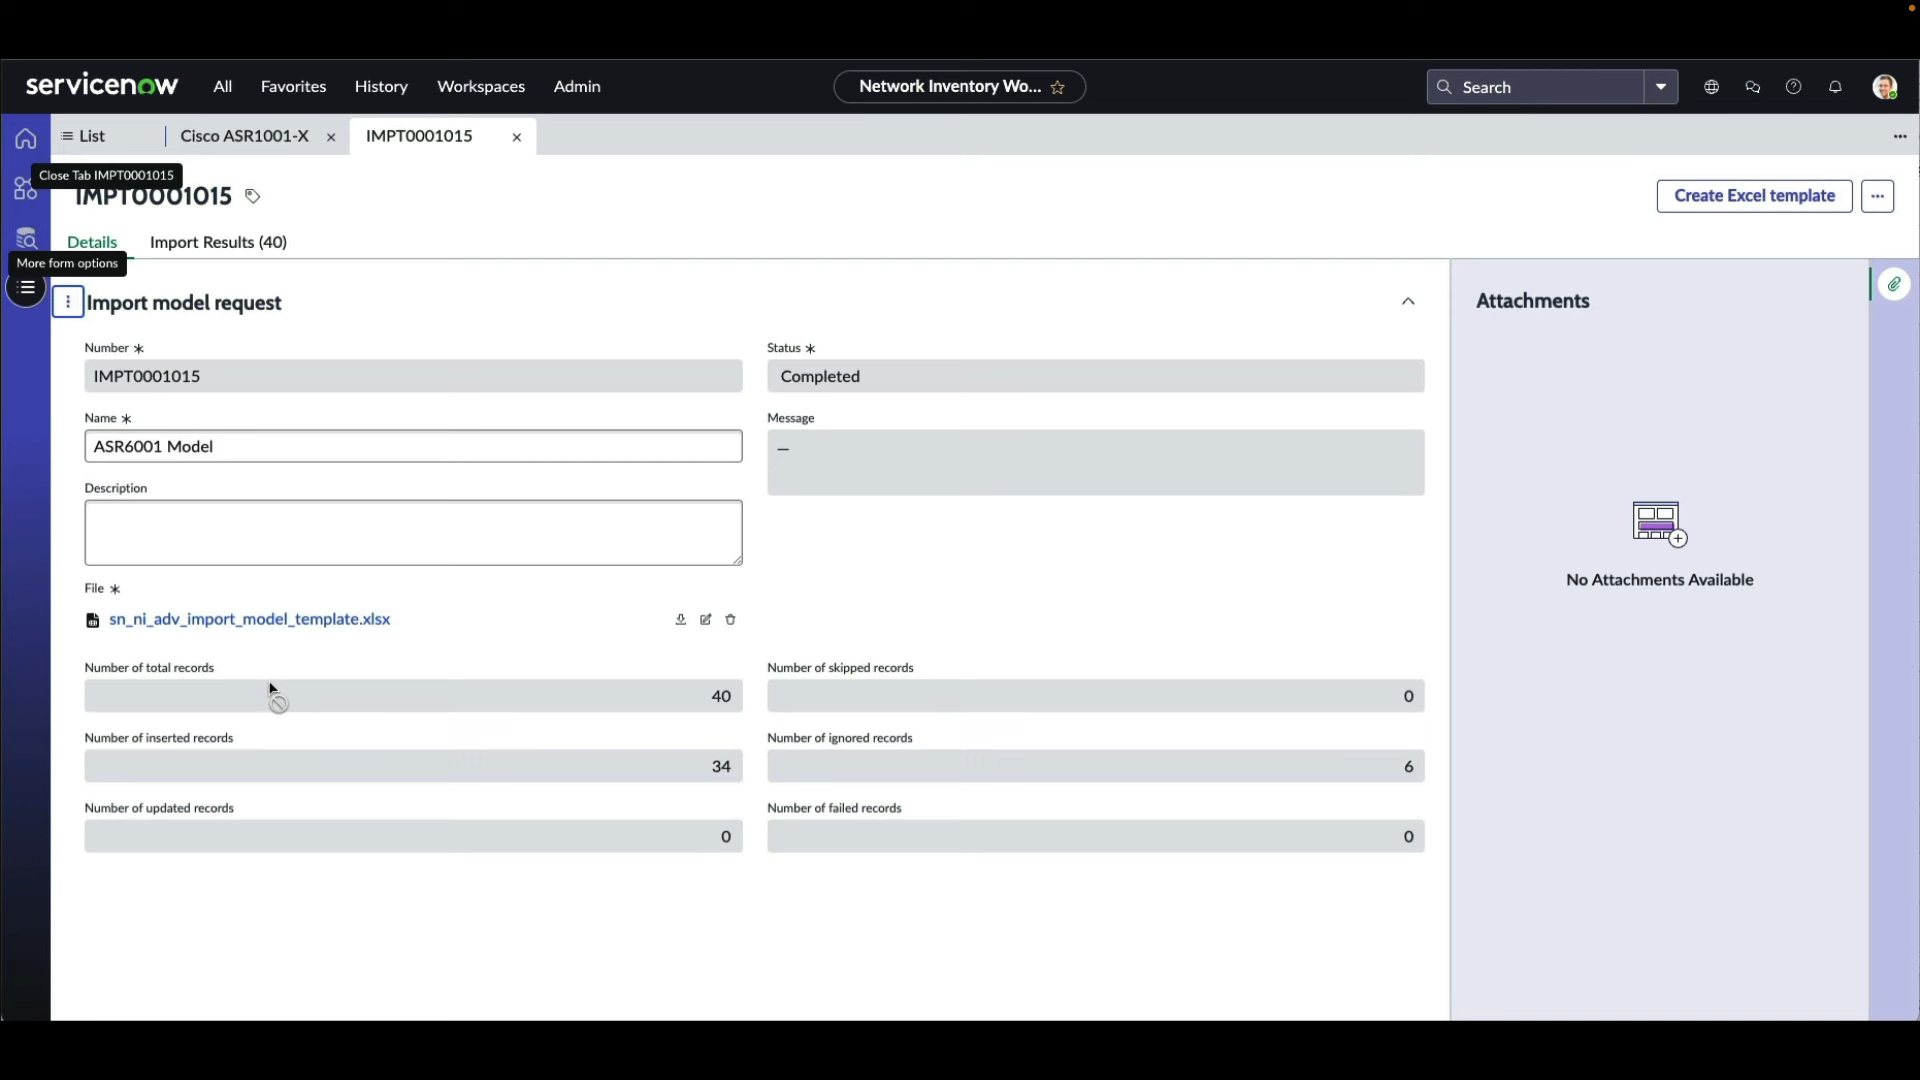 servicenow All Favorites History Workspaces Admin Network Inventory Wo... Search
List Cisco ASR1001-X IMPT0001015
Close Tab IMPT0001015
IMPT0001015 Create Excel template
Details Import Results (40)
More form options
Import model request
Attachments
Number *
IMPT0001015
Status *
Completed
Name *
ASR6001 Model
Message
—
Description
File *
sn_ni_adv_import_model_template.xlsx
No Attachments Available
Number of total records
40
Number of skipped records
0
Number of inserted records
34
Number of ignored records
6
Number of updated records
0
Number of failed records
0